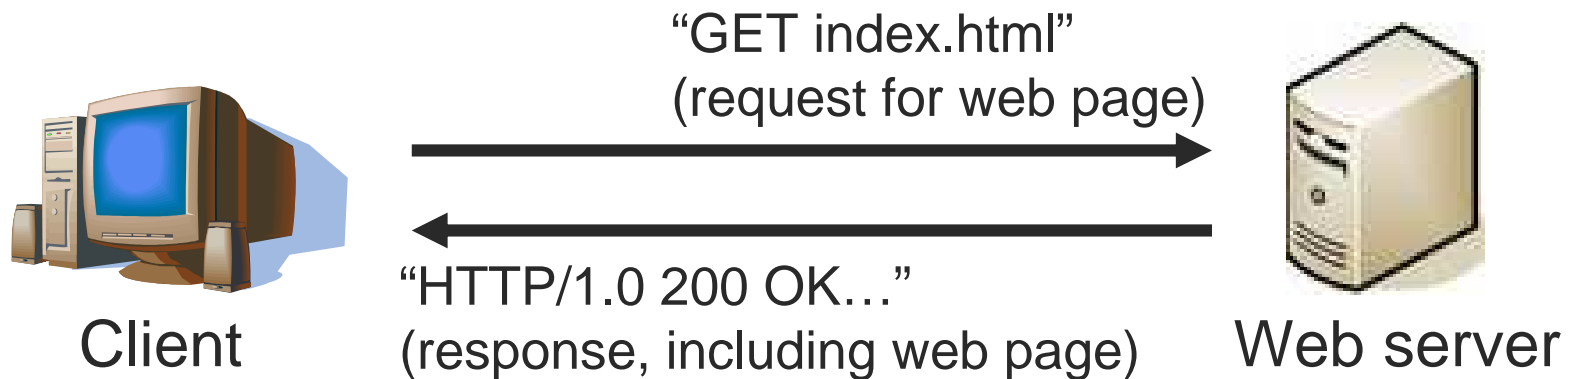 “GET index.html”
(request for web page)
“HTTP/1.0 200 OK…”
(response, including web page)
Client
Web server